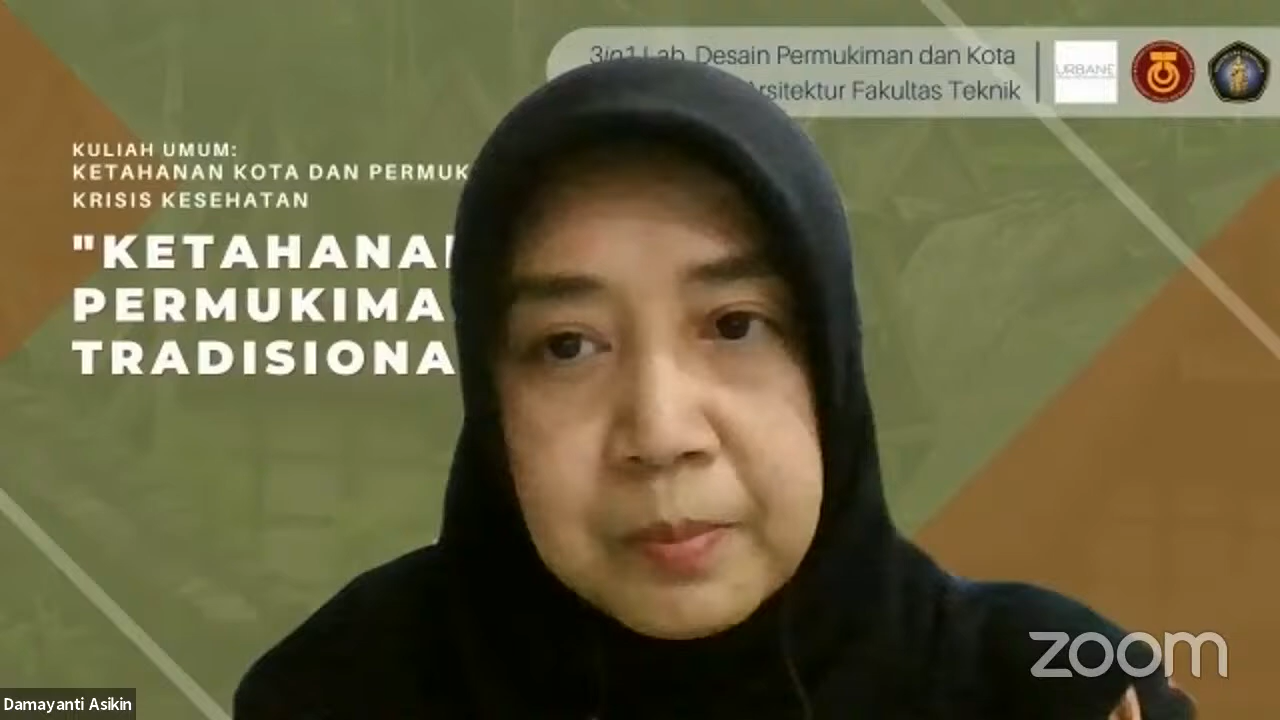 3in1 Lab. Desain Permukiman dan Kota
Arsitektur Fakultas Teknik
URBANE
KULIAH UMUM:
KETAHANAN KOTA DAN PERMUK
KRISIS KESEHATAN
"KETAHANAN
PERMUKIMA
TRADISIONA
zoom
Damayanti Asikin